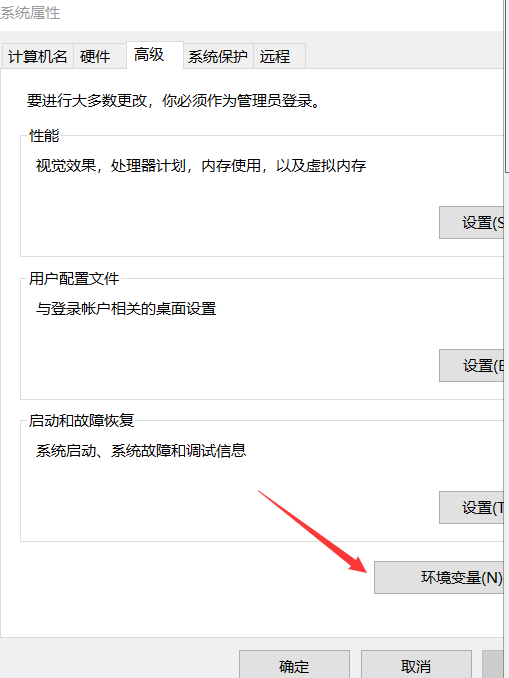 系统属性
计算机名 硬件 高级 系统保护 远程
要进行大多数更改，你必须作为管理员登录。
性能
视觉效果，处理器计划，内存使用，以及虚拟内存
设置(S
用户配置文件
与登录帐户相关的桌面设置
设置(E
启动和故障恢复
系统启动、系统故障和调试信息
设置(T
环境变量(N)
确定 取消